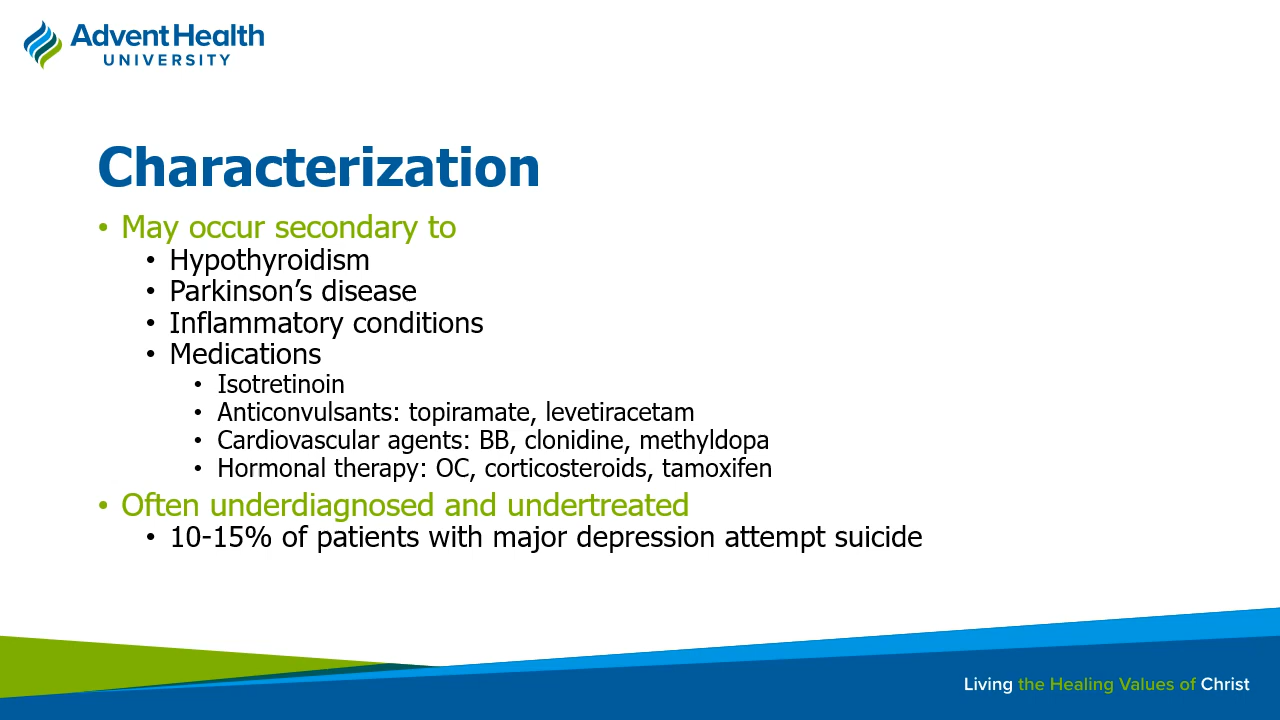 AdventHealth
UNIVERSITY
Characterization
• May occur secondary to
• Hypothyroidism
• Parkinson’s disease
• Inflammatory conditions
• Medications
• Isotretinoin
• Anticonvulsants: topiramate, levetiracetam
• Cardiovascular agents: BB, clonidine, methyldopa
• Hormonal therapy: OC, corticosteroids, tamoxifen
• Often underdiagnosed and undertreated
• 10-15% of patients with major depression attempt suicide
Living the Healing Values of Christ